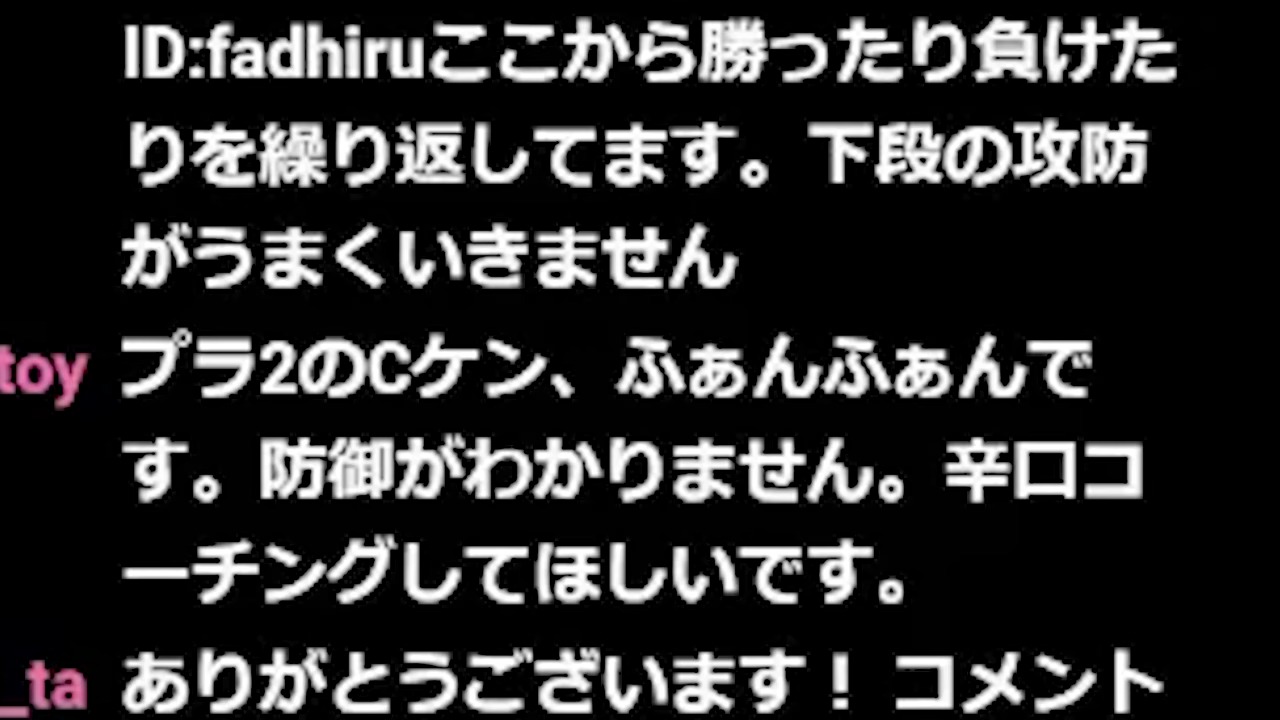 ID:fadhiruここから勝ったり負けた
りを繰り返してます。下段の攻防
がうまくいきません
toy プラ2のCケン、ふぁんふぁんで
す。防御がわかりません。辛口コ
ーチングしてほしいです。
_ta ありがとうございます！ コメント